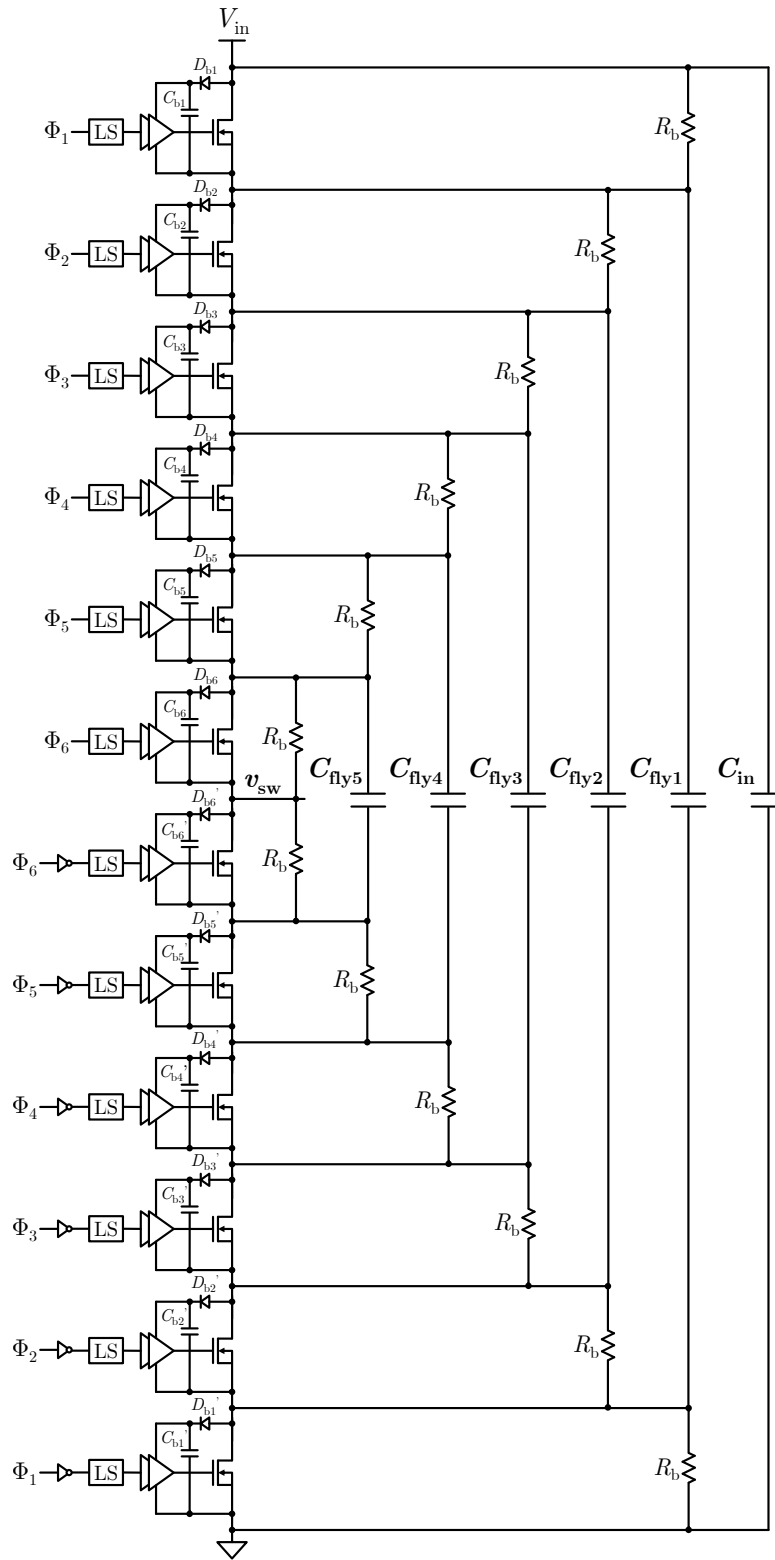 V_in
D_b1
C_b1
Φ_1 LS R_b
D_b2
C_b2
Φ_2 LS R_b
D_b3
C_b3
Φ_3 LS R_b
D_b4
C_b4
Φ_4 LS R_b
D_b5
C_b5
Φ_5 LS R_b
D_b6
C_b6
Φ_6 LS R_b
v_sw C_fly5 C_fly4 C_fly3 C_fly2 C_fly1 C_in
D_b6'
C_b6'
Φ_6 LS R_b
D_b5'
C_b5'
Φ_5 LS R_b
D_b4'
C_b4'
Φ_4 LS R_b
D_b3'
C_b3'
Φ_3 LS R_b
D_b2'
C_b2'
Φ_2 LS R_b
D_b1'
C_b1'
Φ_1 LS R_b